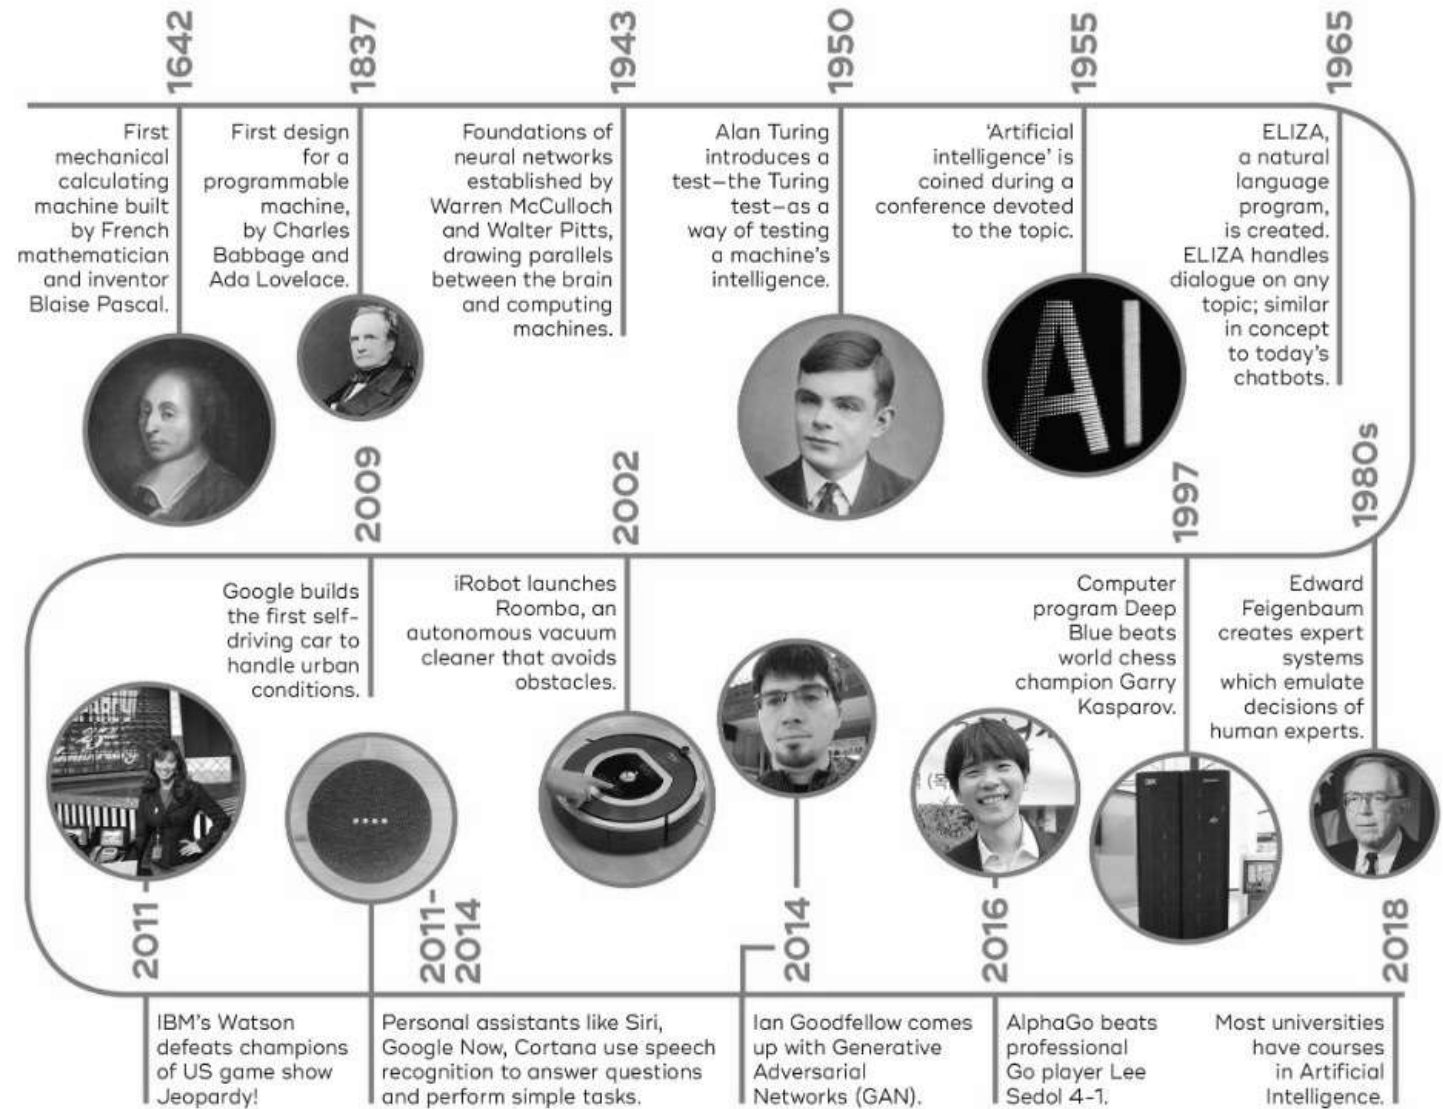 1642
First
mechanical
calculating
machine built
by French
mathematician
and inventor
Blaise Pascal.
1837
First design
for a
programmable
machine,
by Charles
Babbage and
Ada Lovelace.
1943
Foundations of
neural networks
established by
Warren McCulloch
and Walter Pitts,
drawing parallels
between the brain
and computing
machines.
1950
Alan Turing
introduces a
test—the Turing
test—as a
way of testing
a machine's
intelligence.
1955
'Artificial
intelligence' is
coined during a
conference devoted
to the topic.
AI
1965
ELIZA,
a natural
language
program,
is created.
ELIZA handles
dialogue on any
topic; similar
in concept
to today's
chatbots.
1980s
Edward
Feigenbaum
creates expert
systems
which emulate
decisions of
human experts.
1997
Computer
program Deep
Blue beats
world chess
champion Garry
Kasparov.
2002
iRobot launches
Roomba, an
autonomous vacuum
cleaner that avoids
obstacles.
2009
Google builds
the first self-
driving car to
handle urban
conditions.
2011
IBM's Watson
defeats champions
of US game show
Jeopardy!
2011-
2014
Personal assistants like Siri,
Google Now, Cortana use speech
recognition to answer questions
and perform simple tasks.
2014
Ian Goodfellow comes
up with Generative
Adversarial
Networks (GAN).
2016
AlphaGo beats
professional
Go player Lee
Sedol 4-1.
2018
Most universities
have courses
in Artificial
Intelligence.